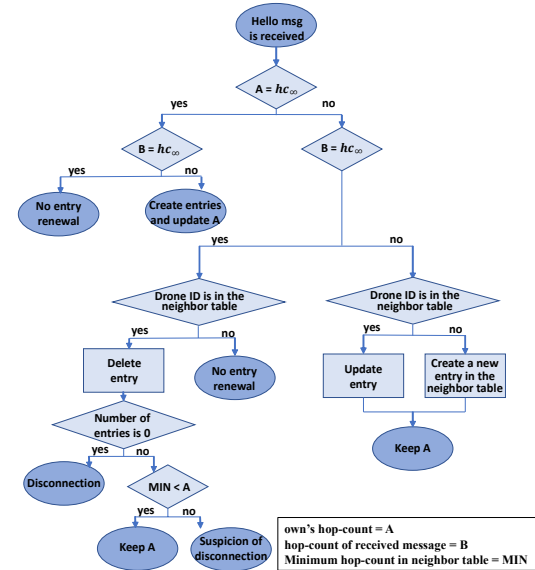 Hello msg
is received
A = hc∞
yes
no
B = hc∞
B = hc∞
yes
no
No entry
renewal
Create entries
and update A
yes
no
Drone ID is in the
neighbor table
Drone ID is in the
neighbor table
yes
no
yes
no
Delete
entry
No entry
renewal
Update
entry
Create a new
entry in the
neighbor table
Number of
entries is 0
Keep A
yes
no
Disconnection
MIN < A
yes
no
Keep A
Suspicion of
disconnection
own's hop-count = A
hop-count of received message = B
Minimum hop-count in neighbor table = MIN